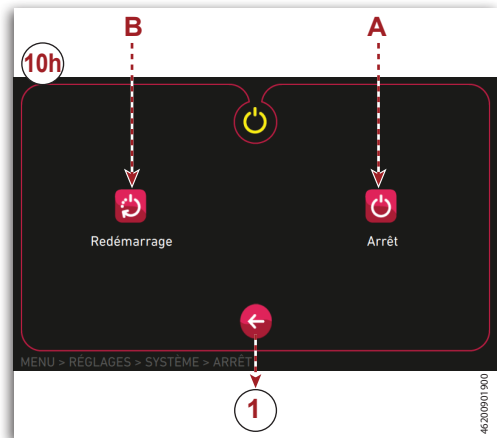 B
A
10h
Redémarrage
Arrêt
MENU > RÉGLAGES > SYSTÈME > ARRÊT
1
46200901900